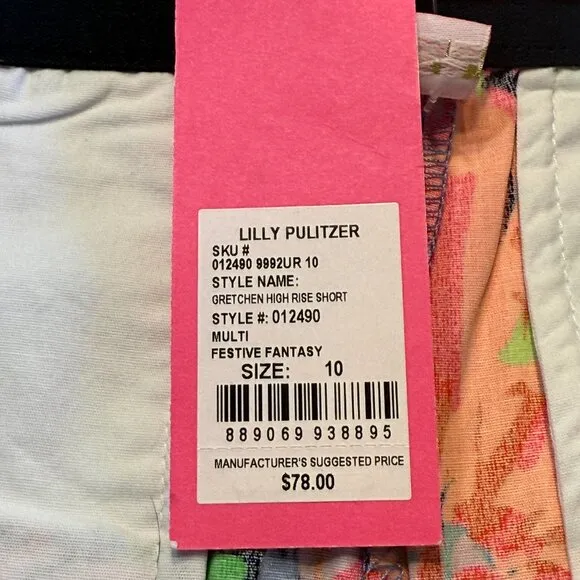 LILLY PULITZER
SKU #
012490 9992UR 10
STYLE NAME:
GRETCHEN HIGH RISE SHORT
STYLE #: 012490
MULTI
FESTIVE FANTASY
SIZE: 10
889069 938895
MANUFACTURER'S SUGGESTED PRICE
$78.00